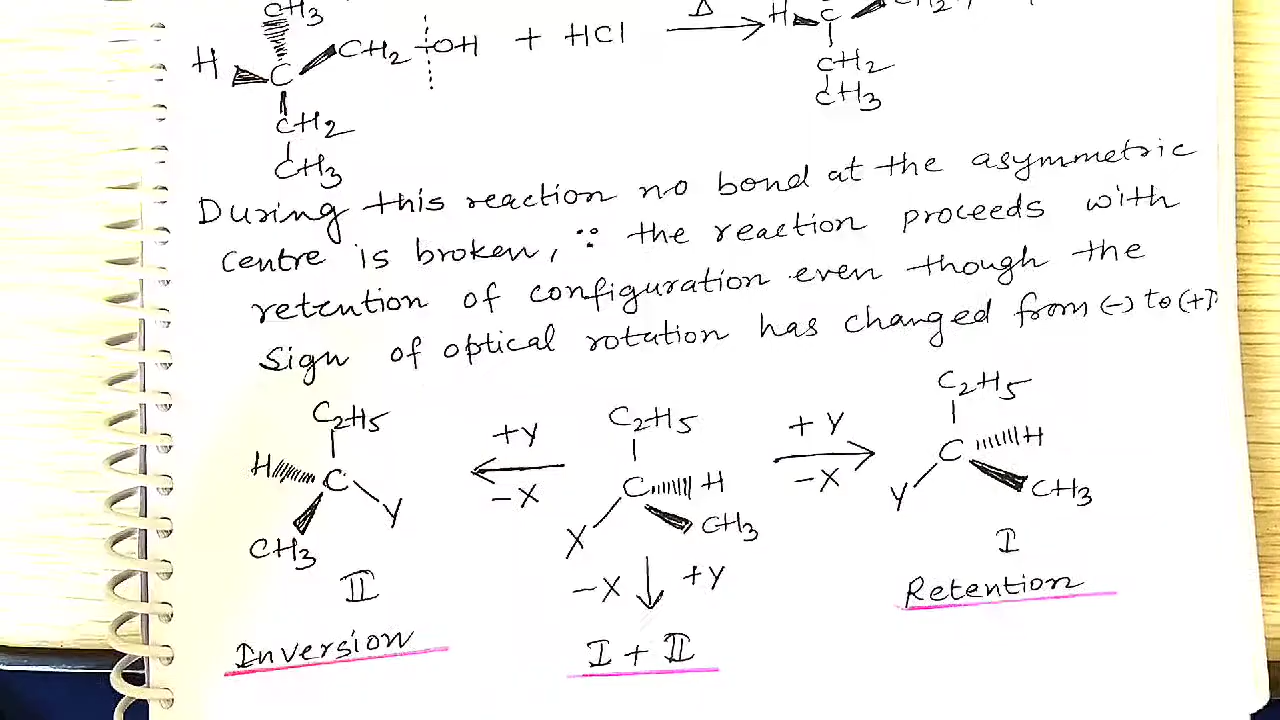 CH3
H C CH2-OH + HCl Δ H C
CH2
CH3
CH2
CH3
During this reaction no bond at the asymmetric
centre is broken, ∵ the reaction proceeds with
retention of configuration even though the
sign of optical rotation has changed from (-) to (+).
C2H5 C2H5 C2H5
H C Y +Y -X X C H CH3 +Y -X Y C H CH3
CH3
II -X +Y I
Inversion I + II Retention